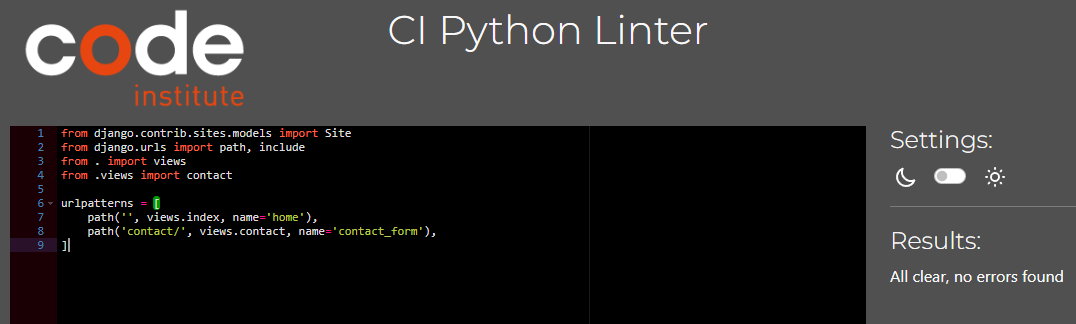 code
institute
CI Python Linter
1 from django.contrib.sites.models import Site
2 from django.urls import path, include
3 from . import views
4 from .views import contact
5
6 urlpatterns = [
7     path('', views.index, name='home'),
8     path('contact/', views.contact, name='contact_form'),
9 ]
Settings:
Results:
All clear, no errors found